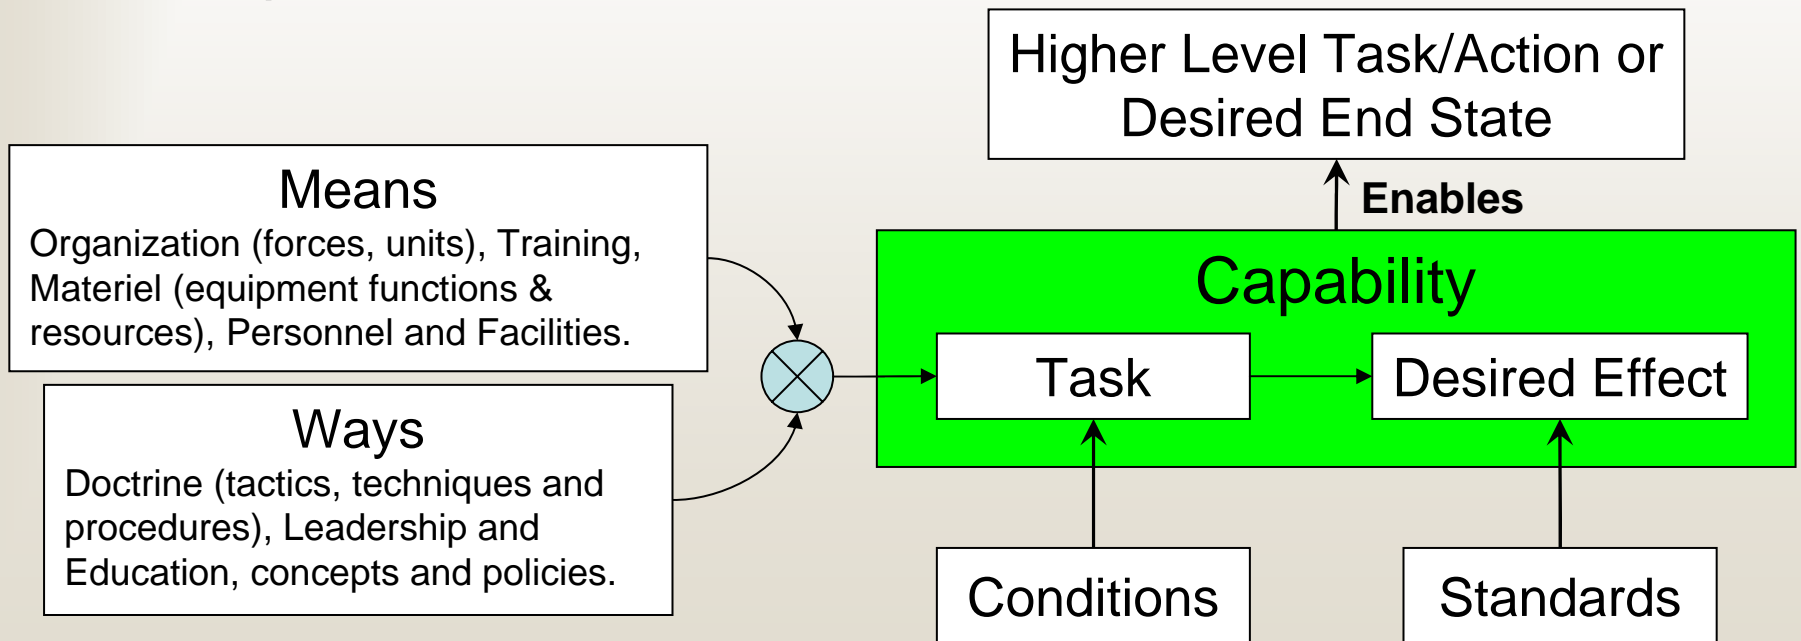 Higher Level Task/Action or
Desired End State
Means
Organization (forces, units), Training,
Materiel (equipment functions &
resources), Personnel and Facilities.
Enables
Capability
Task
Desired Effect
Ways
Doctrine (tactics, techniques and
procedures), Leadership and
Education, concepts and policies.
Conditions
Standards